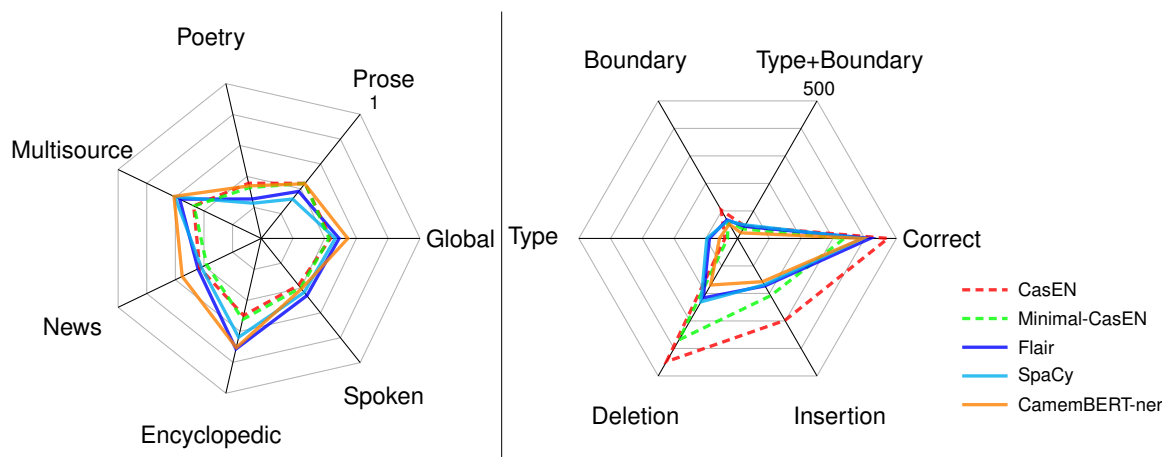 Poetry
Prose
1
Multisource
Global
News
Spoken
Encyclopedic
Boundary
Type+Boundary
500
Type
Correct
Deletion
Insertion
CasEN
Minimal-CasEN
Flair
SpaCy
CamemBERT-ner